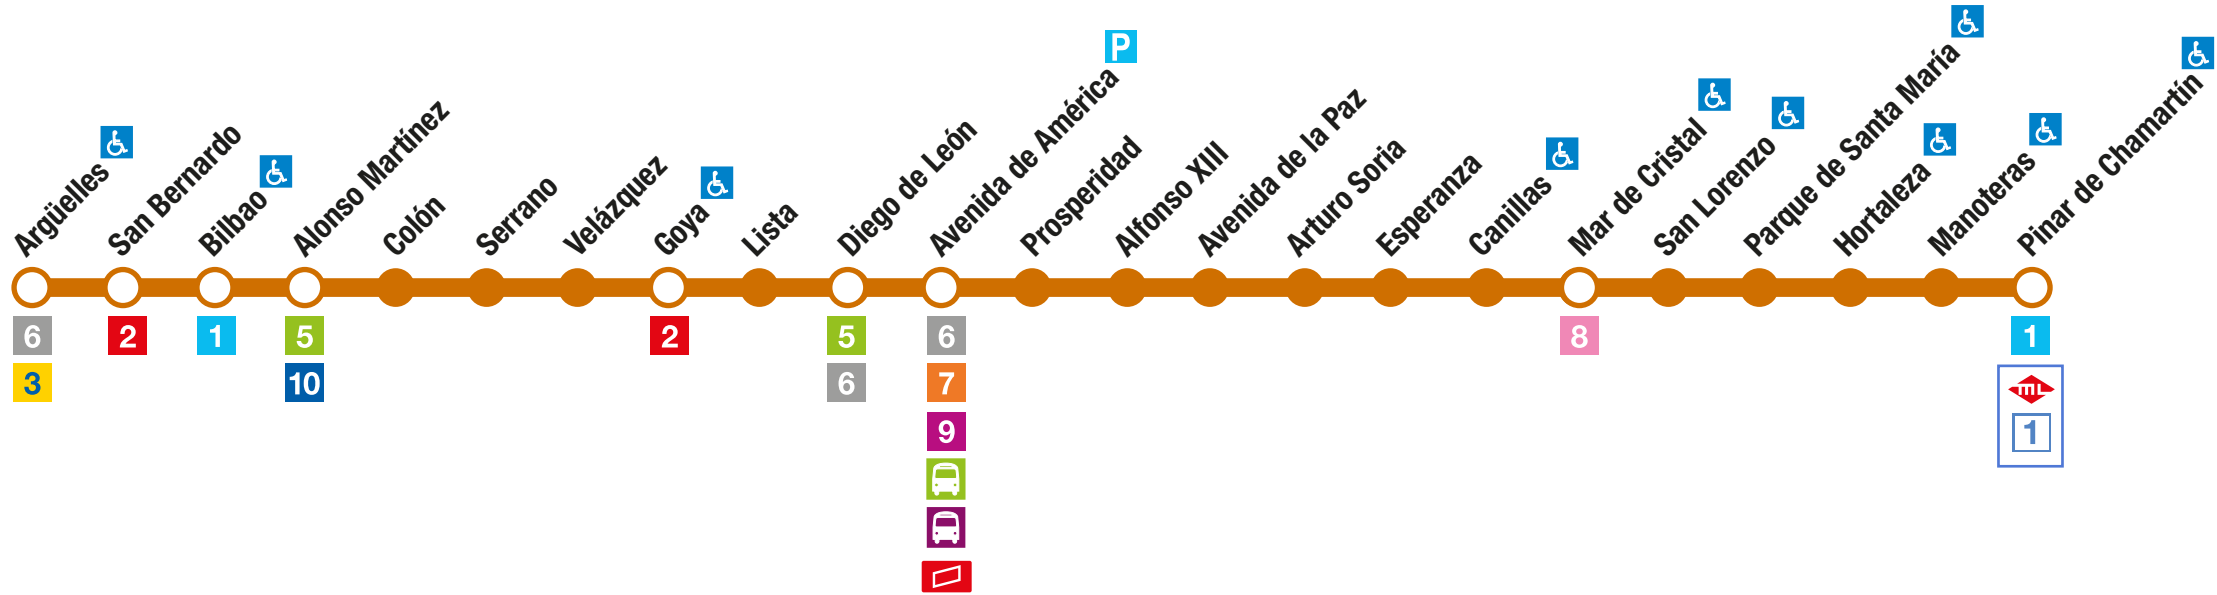 Argüelles
San Bernardo
Bilbao
Alonso Martínez
Colón
Serrano
Velázquez
Goya
Lista
Diego de León
Avenida de América
P
Prosperidad
Alfonso XIII
Avenida de la Paz
Arturo Soria
Esperanza
Canillas
Mar de Cristal
San Lorenzo
Parque de Santa María
Hortaleza
Manoteras
Pinar de Chamartín
6
3
2
1
5
10
2
5
6
6
7
9
8
1
ML
1